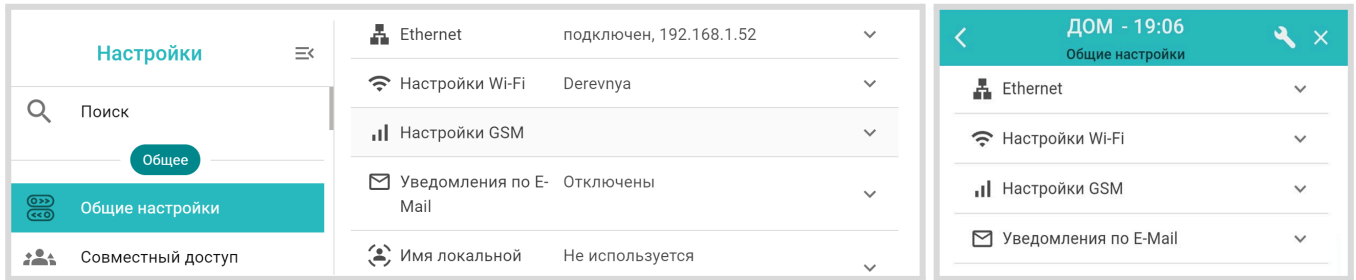 Настройки
Поиск
Общее
Общие настройки
Совместный доступ
Ethernet подключен, 192.168.1.52
Настройки Wi-Fi Derevnya
Настройки GSM
Уведомления по E- Отключены
Mail
Имя локальной Не используется
ДОМ - 19:06
Общие настройки
Ethernet
Настройки Wi-Fi
Настройки GSM
Уведомления по E-Mail